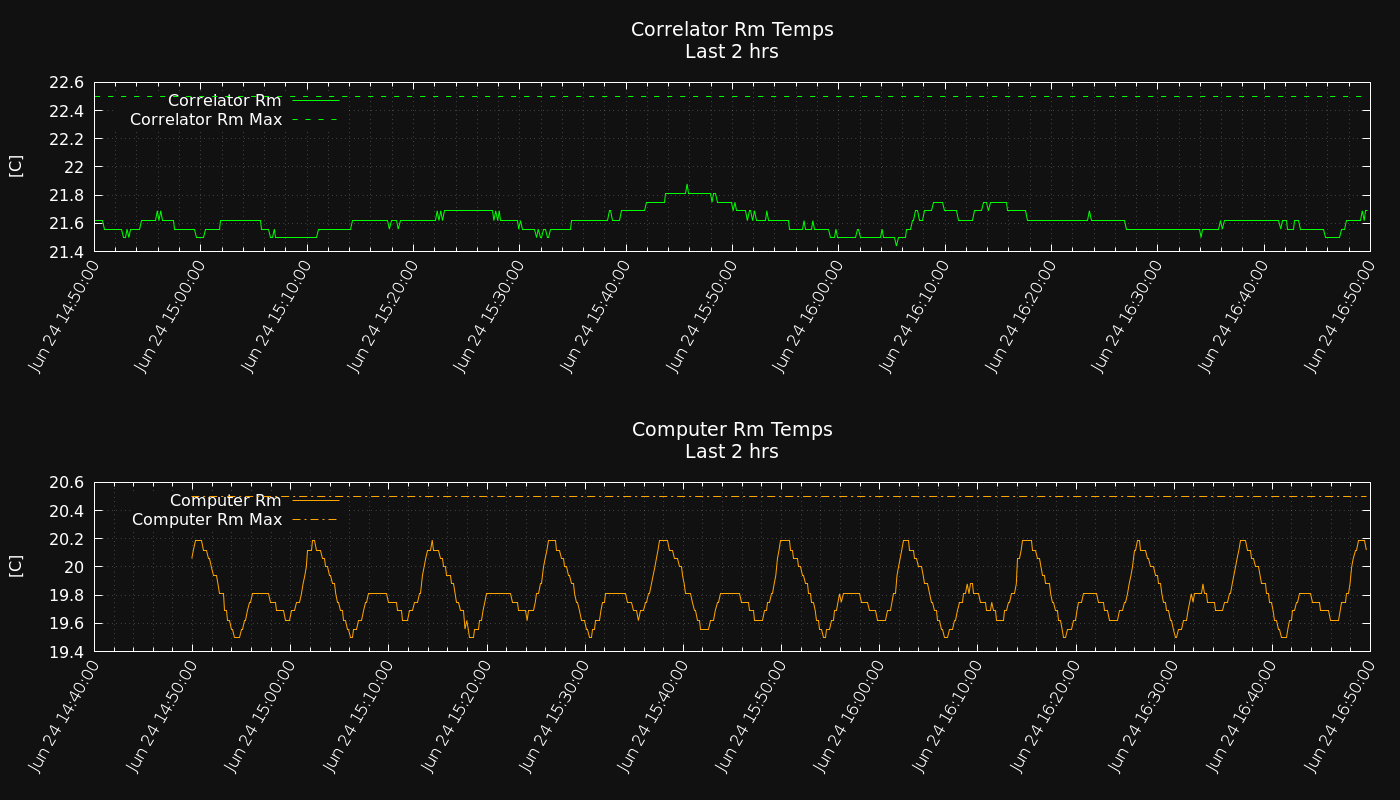 Correlator Rm Temps
Last 2 hrs
22.6
22.4
22.2
22
21.8
21.6
21.4
[C]
Correlator Rm
Correlator Rm Max
Jun 24 14:50:00
Jun 24 15:00:00
Jun 24 15:10:00
Jun 24 15:20:00
Jun 24 15:30:00
Jun 24 15:40:00
Jun 24 15:50:00
Jun 24 16:00:00
Jun 24 16:10:00
Jun 24 16:20:00
Jun 24 16:30:00
Jun 24 16:40:00
Jun 24 16:50:00
Computer Rm Temps
Last 2 hrs
20.6
20.4
20.2
20
19.8
19.6
19.4
[C]
Computer Rm
Computer Rm Max
Jun 24 14:40:00
Jun 24 14:50:00
Jun 24 15:00:00
Jun 24 15:10:00
Jun 24 15:20:00
Jun 24 15:30:00
Jun 24 15:40:00
Jun 24 15:50:00
Jun 24 16:00:00
Jun 24 16:10:00
Jun 24 16:20:00
Jun 24 16:30:00
Jun 24 16:40:00
Jun 24 16:50:00